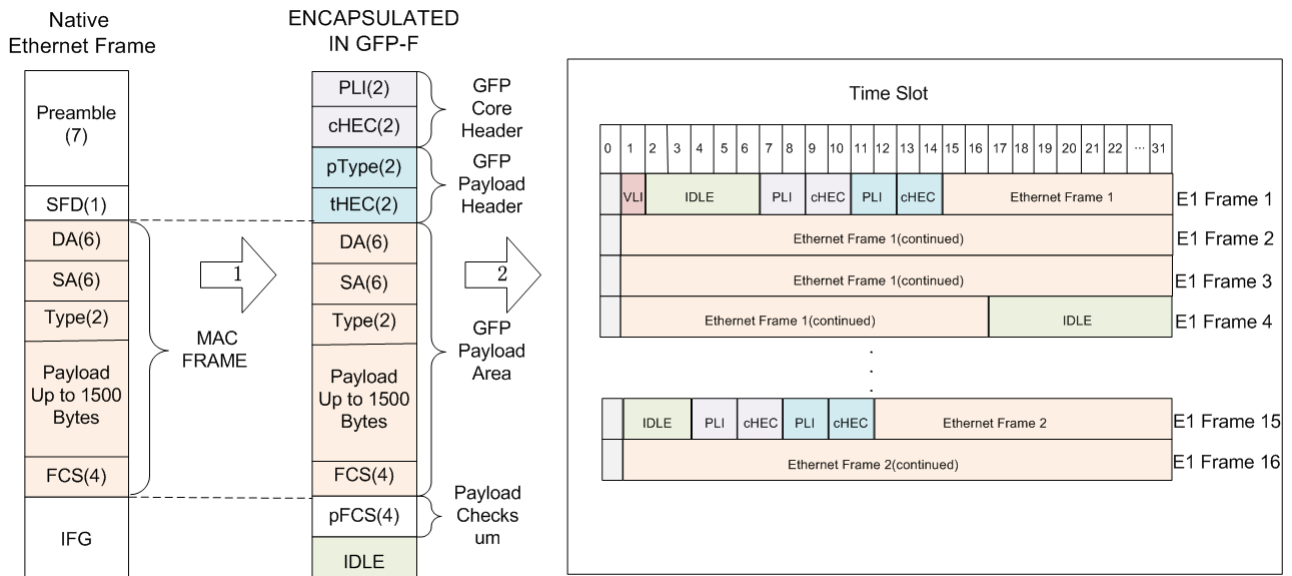 Native
Ethernet Frame
Preamble
(7)
SFD(1)
DA(6)
SA(6)
Type(2)
Payload
Up to 1500
Bytes
FCS(4)
IFG
MAC
FRAME
1
ENCAPSULATED
IN GFP-F
PLI(2)
cHEC(2)
pType(2)
tHEC(2)
DA(6)
SA(6)
Type(2)
Payload
Up to 1500
Bytes
FCS(4)
pFCS(4)
IDLE
GFP
Core
Header
GFP
Payload
Header
GFP
Payload
Area
Payload
Checks
um
2
Time Slot
0 1 2 3 4 5 6 7 8 9 10 11 12 13 14 15 16 17 18 19 20 21 22 ... 31
VLI IDLE PLI cHEC PLI cHEC Ethernet Frame 1 E1 Frame 1
Ethernet Frame 1(continued) E1 Frame 2
Ethernet Frame 1(continued) E1 Frame 3
Ethernet Frame 1(continued) IDLE E1 Frame 4
IDLE PLI cHEC PLI cHEC Ethernet Frame 2 E1 Frame 15
Ethernet Frame 2(continued) E1 Frame 16